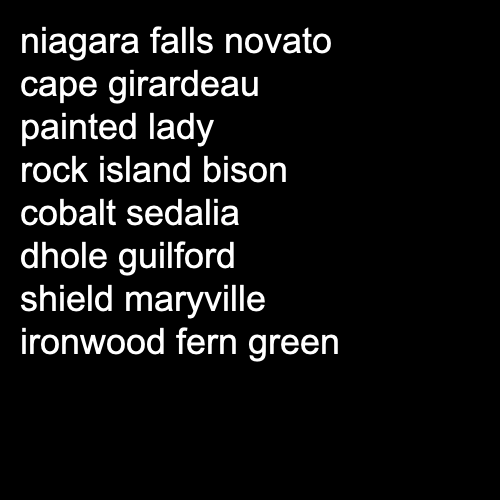 niagara falls novato
cape girardeau
painted lady
rock island bison
cobalt sedalia
dhole guilford
shield maryville
ironwood fern green